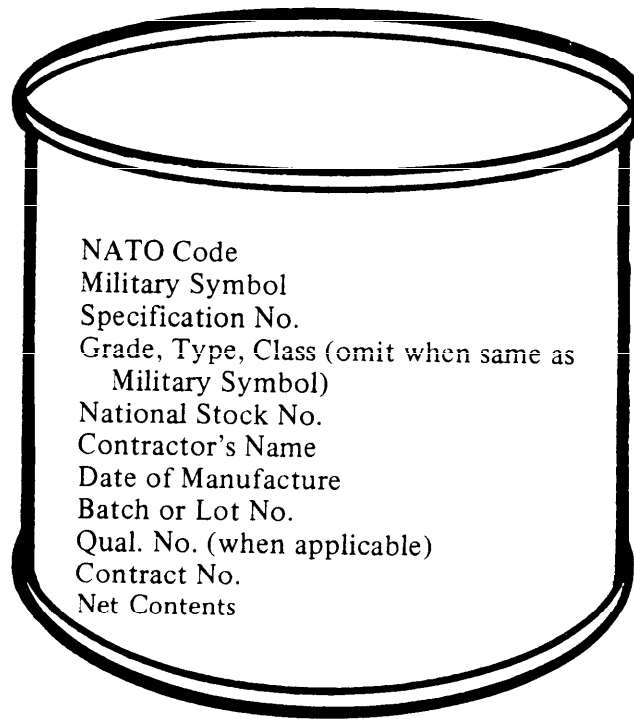 NATO Code
Military Symbol
Specification No.
Grade, Type, Class (omit when same as
Military Symbol)
National Stock No.
Contractor's Name
Date of Manufacture
Batch or Lot No.
Qual. No. (when applicable)
Contract No.
Net Contents